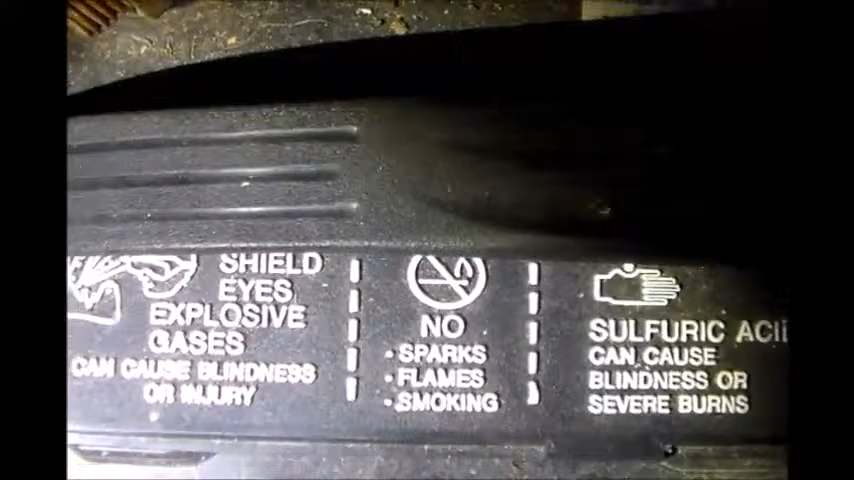 SHIELD
EYES
EXPLOSIVE
GASES
CAN CAUSE BLINDNESS
OR INJURY
NO
• SPARKS
• FLAMES
• SMOKING
SULFURIC ACI
CAN CAUSE
BLINDNESS OR
SEVERE BURNS